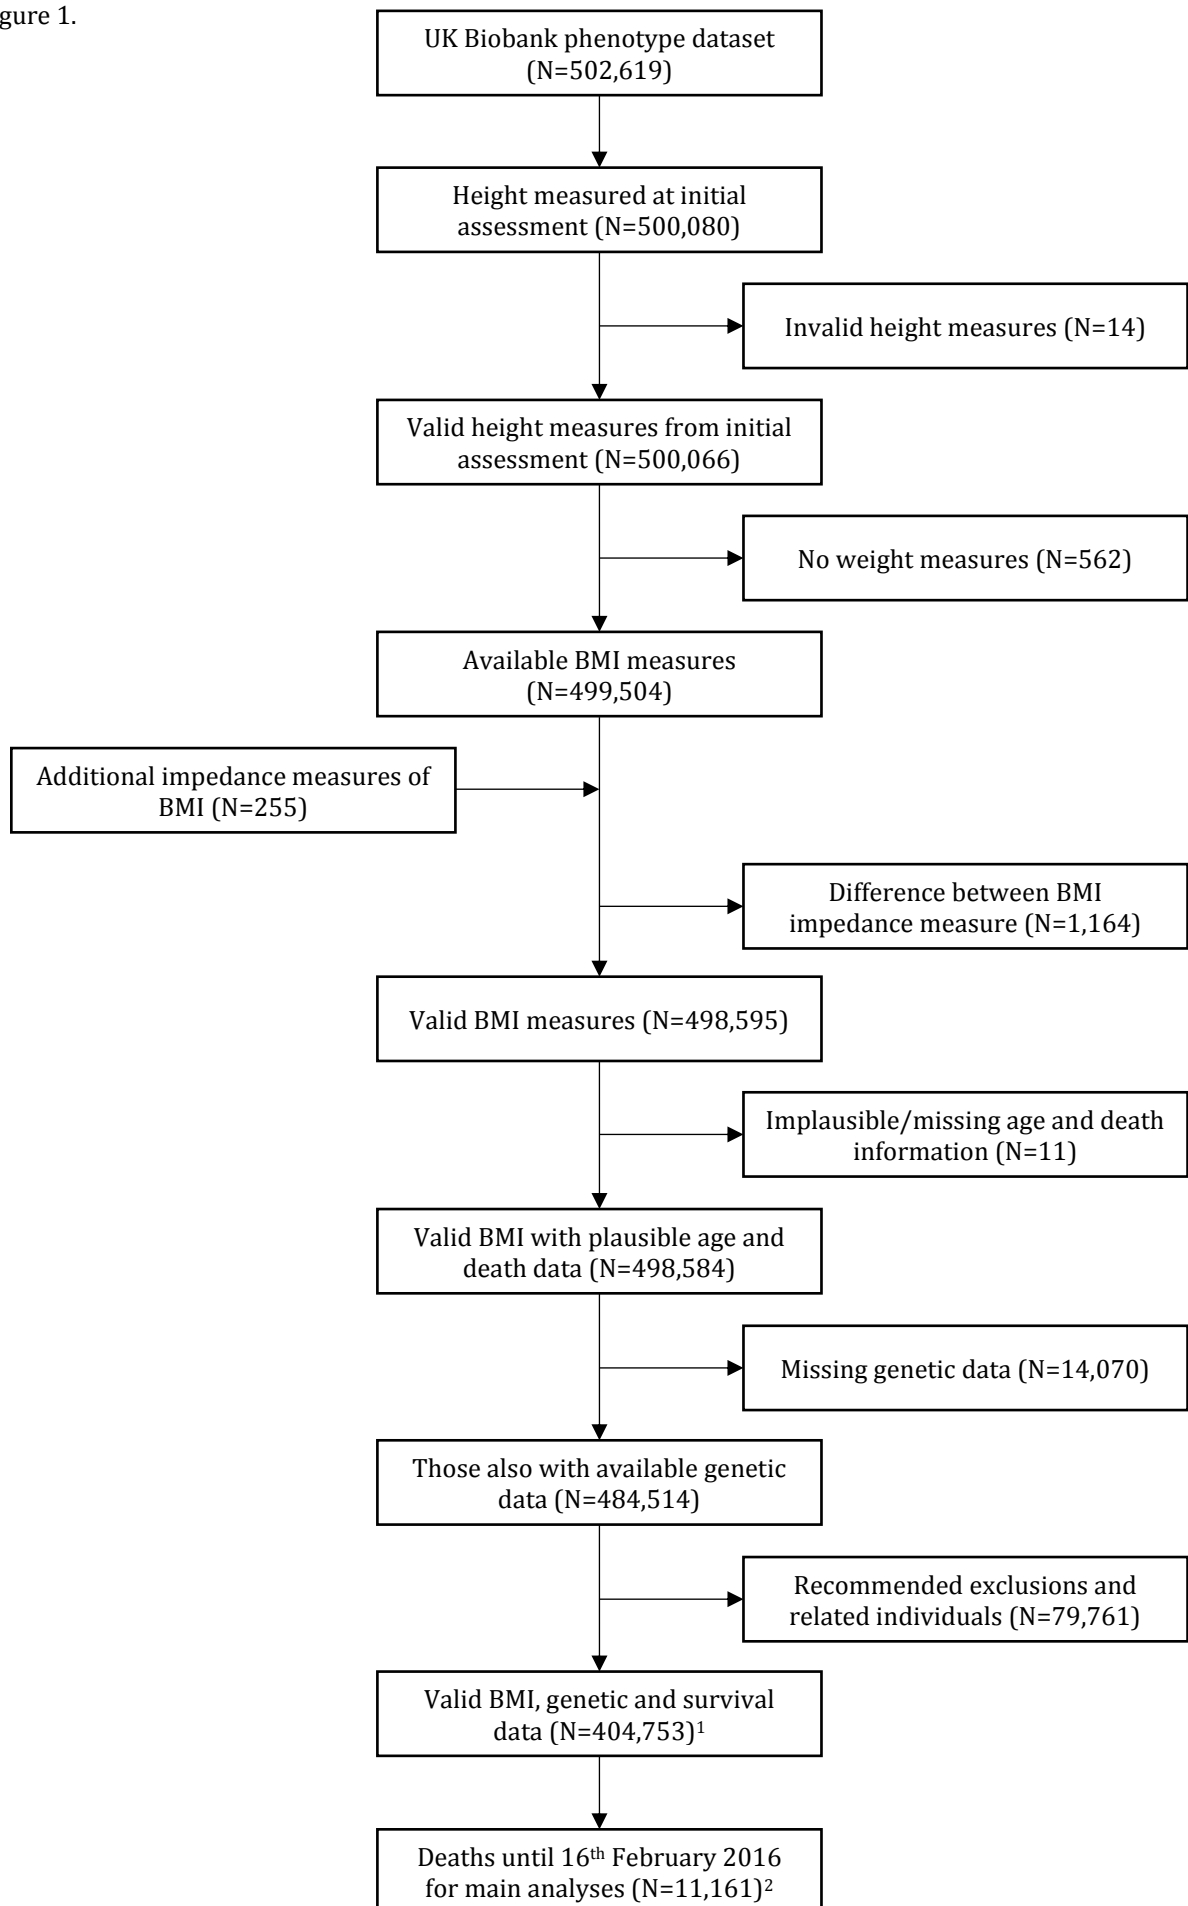 gure 1.
UK Biobank phenotype dataset
(N=502,619)
Height measured at initial
assessment (N=500,080)
Invalid height measures (N=14)
Valid height measures from initial
assessment (N=500,066)
No weight measures (N=562)
Available BMI measures
(N=499,504)
Additional impedance measures of
BMI (N=255)
Difference between BMI
impedance measure (N=1,164)
Valid BMI measures (N=498,595)
Implausible/missing age and death
information (N=11)
Valid BMI with plausible age and
death data (N=498,584)
Missing genetic data (N=14,070)
Those also with available genetic
data (N=484,514)
Recommended exclusions and
related individuals (N=79,761)
Valid BMI, genetic and survival
data (N=404,753)¹
Deaths until 16ᵗʰ February 2016
for main analyses (N=11,161)²